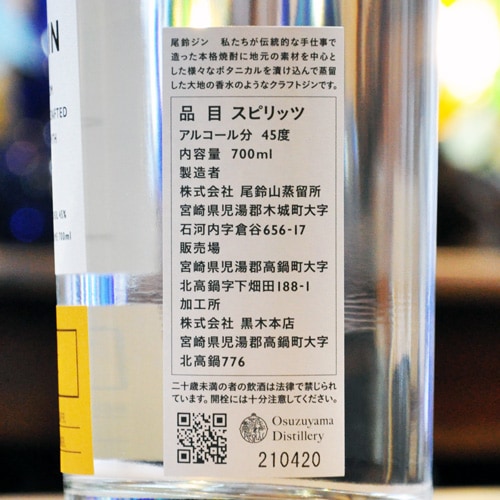 尾鈴ジン　私たちが伝統的な手仕事で
造った本格焼酎に地元の素材を中心と
した様々なボタニカルを漬け込んで蒸留
した大地の香水のようなクラフトジンです。
品 目 スピリッツ
アルコール分 45度
内容量 700ml
製造者
株式会社 尾鈴山蒸留所
宮崎県児湯郡木城町大字
石河内字倉谷656-17
販売場
宮崎県児湯郡高鍋町大字
北高鍋字下畑田188-1
加工所
株式会社 黒木本店
宮崎県児湯郡高鍋町大字
北高鍋776
二十歳未満の者の飲酒は法律で禁じられ
ています。開栓には十分注意してください。
Osuzuyama
Distillery
210420